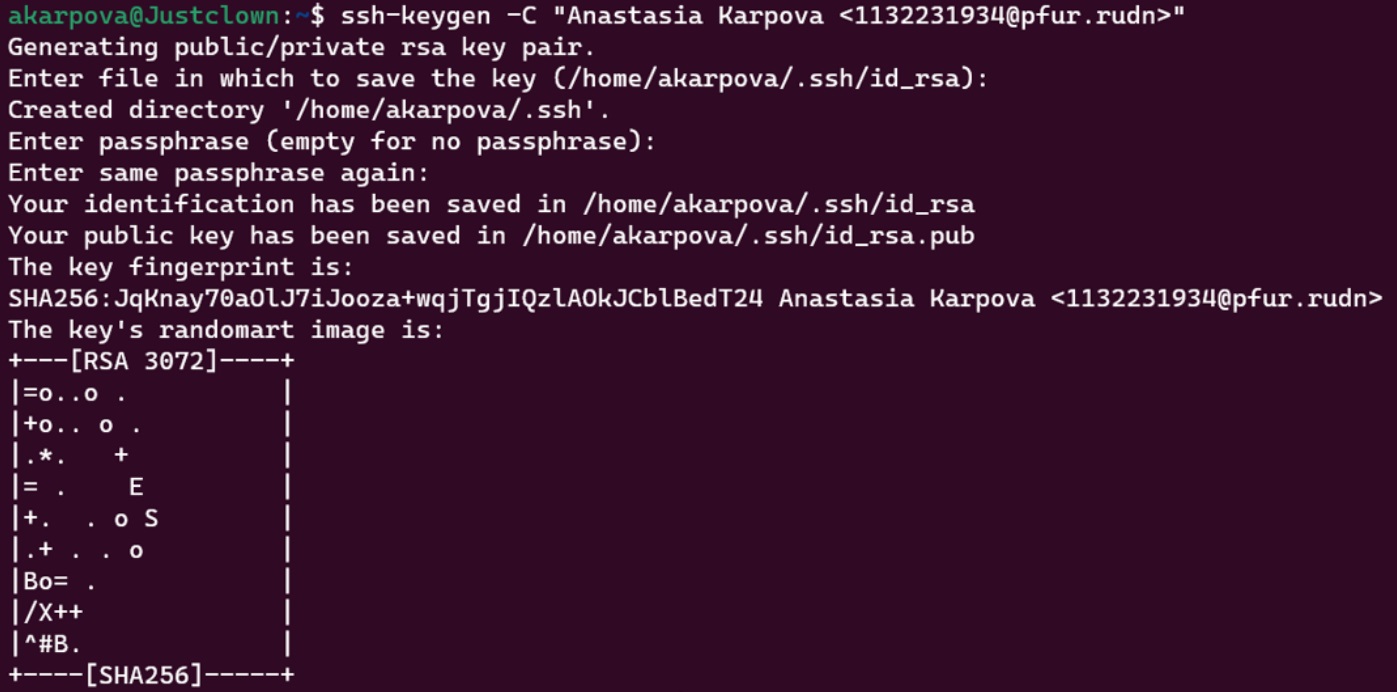 akarpova@Justclown:~$ ssh-keygen -C "Anastasia Karpova <1132231934@pfur.rudn>"
Generating public/private rsa key pair.
Enter file in which to save the key (/home/akarpova/.ssh/id_rsa):
Created directory '/home/akarpova/.ssh'.
Enter passphrase (empty for no passphrase):
Enter same passphrase again:
Your identification has been saved in /home/akarpova/.ssh/id_rsa
Your public key has been saved in /home/akarpova/.ssh/id_rsa.pub
The key fingerprint is:
SHA256:JqKnay70aOlJ7iJooza+wqjTgjIQzlAOkJCblBedT24 Anastasia Karpova <1132231934@pfur.rudn>
The key's randomart image is:
+---[RSA 3072]----+
|=o..o .          |
|+o.. o .         |
|.*.   +          |
|= .    E         |
|+.  . o S        |
|.+ . . o         |
|Bo= .            |
|/X++             |
|^#B.             |
+----[SHA256]-----+